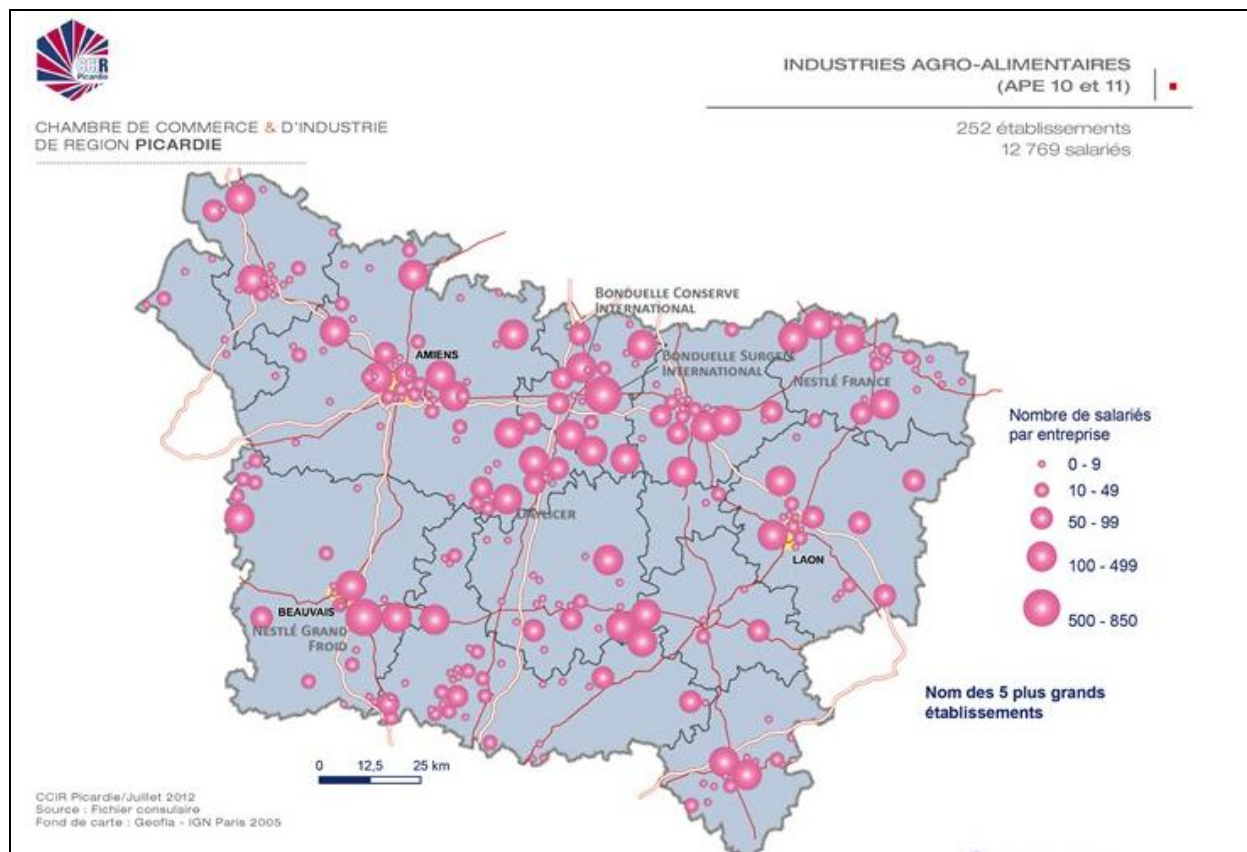 CCIR
Picardie
CHAMBRE DE COMMERCE & D'INDUSTRIE
DE REGION PICARDIE
INDUSTRIES AGRO-ALIMENTAIRES
(APE 10 et 11)
252 établissements
12 769 salariés
BONDUELLE CONSERVE
INTERNATIONAL
AMIENS
BONDUELLE SURGELÉ
INTERNATIONAL
NESTLÉ FRANCE
DAYLICER
LAON
BEAUVAIS
NESTLÉ GRAND
FROID
Nombre de salariés
par entreprise
0 - 9
10 - 49
50 - 99
100 - 499
500 - 850
Nom des 5 plus grands
établissements
0 12,5 25 km
CCIR Picardie/Juillet 2012
Source : Fichier consulaire
Fond de carte : Geofla - IGN Paris 2005